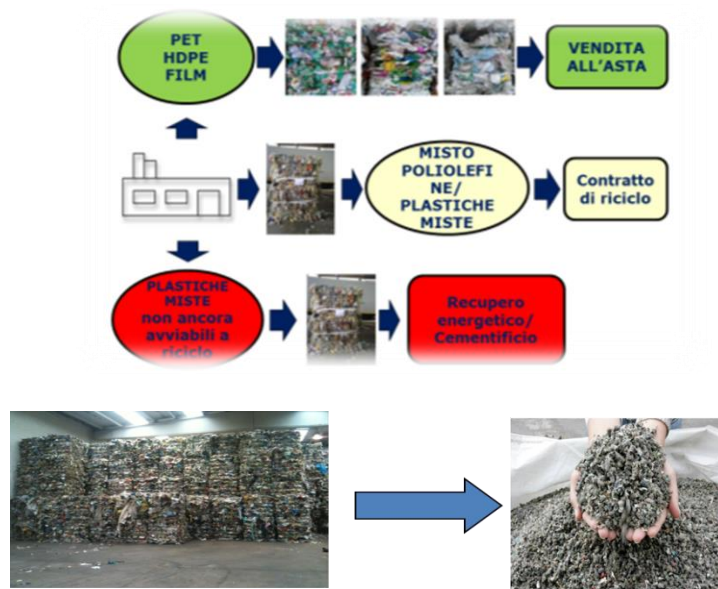 PET
HDPE
FILM
VENDITA
ALL'ASTA
MISTO
POLIOLEFI
NE/
PLASTICHE
MISTE
Contratto
di riciclo
PLASTICHE
MISTE
non ancora
avviabili a
riciclo
Recupero
energetico/
Cementificio